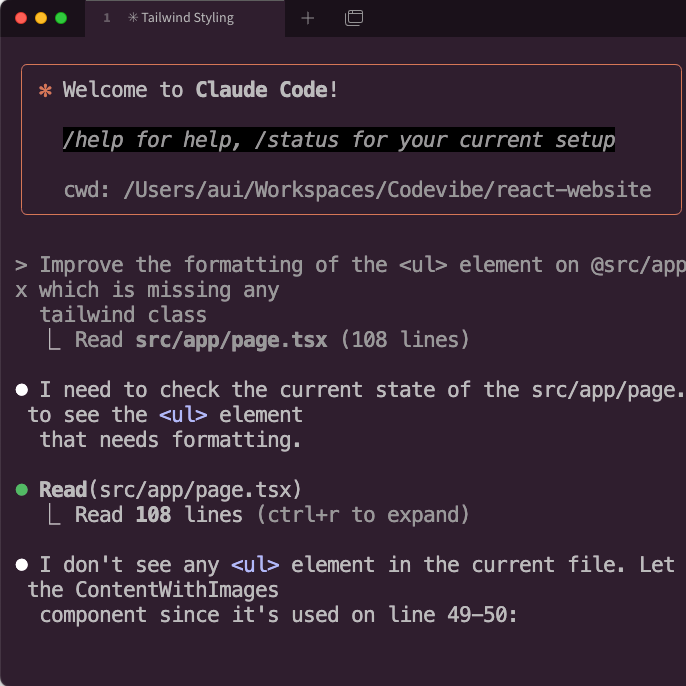 1 ✳ Tailwind Styling
✻ Welcome to Claude Code!
/help for help, /status for your current setup
cwd: /Users/aui/Workspaces/Codevibe/react-website
> Improve the formatting of the <ul> element on @src/app
x which is missing any
tailwind class
⎿ Read src/app/page.tsx (108 lines)
● I need to check the current state of the src/app/page.
to see the <ul> element
that needs formatting.
● Read(src/app/page.tsx)
⎿ Read 108 lines (ctrl+r to expand)
● I don't see any <ul> element in the current file. Let
the ContentWithImages
component since it's used on line 49-50: